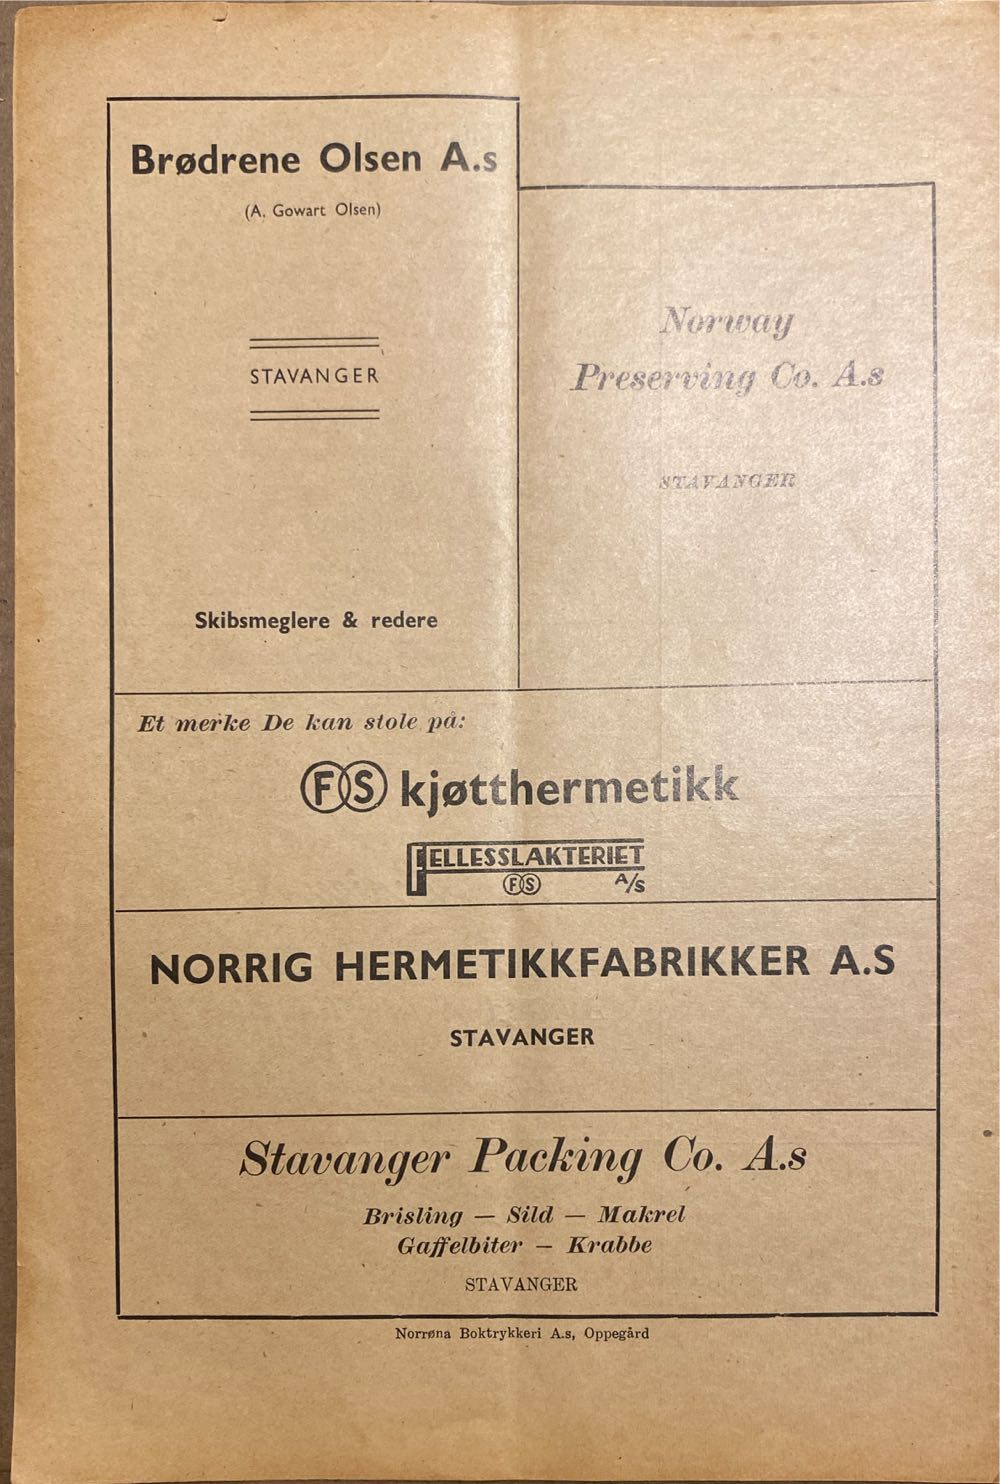 Brødrene Olsen A.s
(A. Gowart Olsen)
STAVANGER
Skibsmeglere & redere
Norway
Preserving Co. A.s
STAVANGER
Et merke De kan stole på:
FS kjøtthermetikk
FELLESSLAKTERIET
FS A/S
NORRIG HERMETIKKFABRIKKER A.S
STAVANGER
Stavanger Packing Co. A.s
Brisling — Sild — Makrel
Gaffelbiter — Krabbe
STAVANGER
Norrøna Boktrykkeri A.s, Oppegård